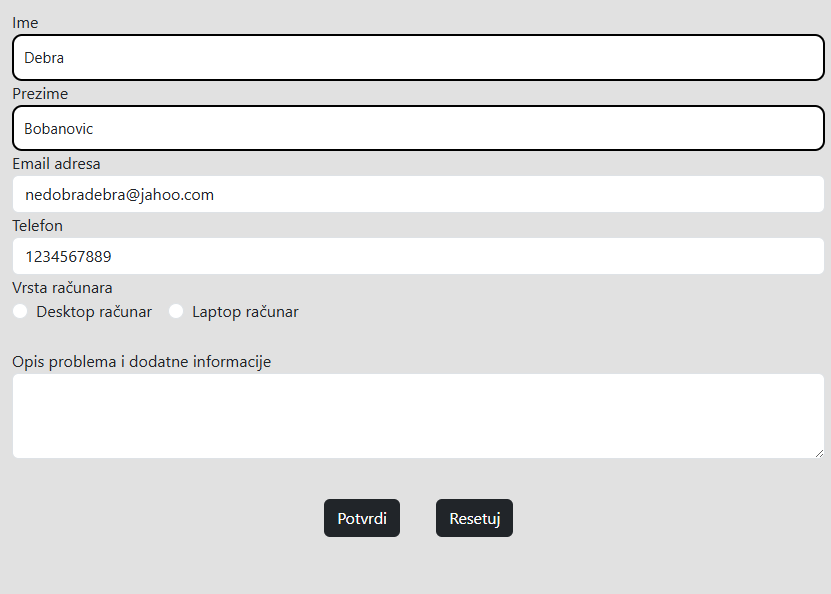 Ime
Debra
Prezime
Bobanovic
Email adresa
nedobradebra@jahoo.com
Telefon
1234567889
Vrsta računara
Desktop računar Laptop računar
Opis problema i dodatne informacije
Potvrdi Resetuj